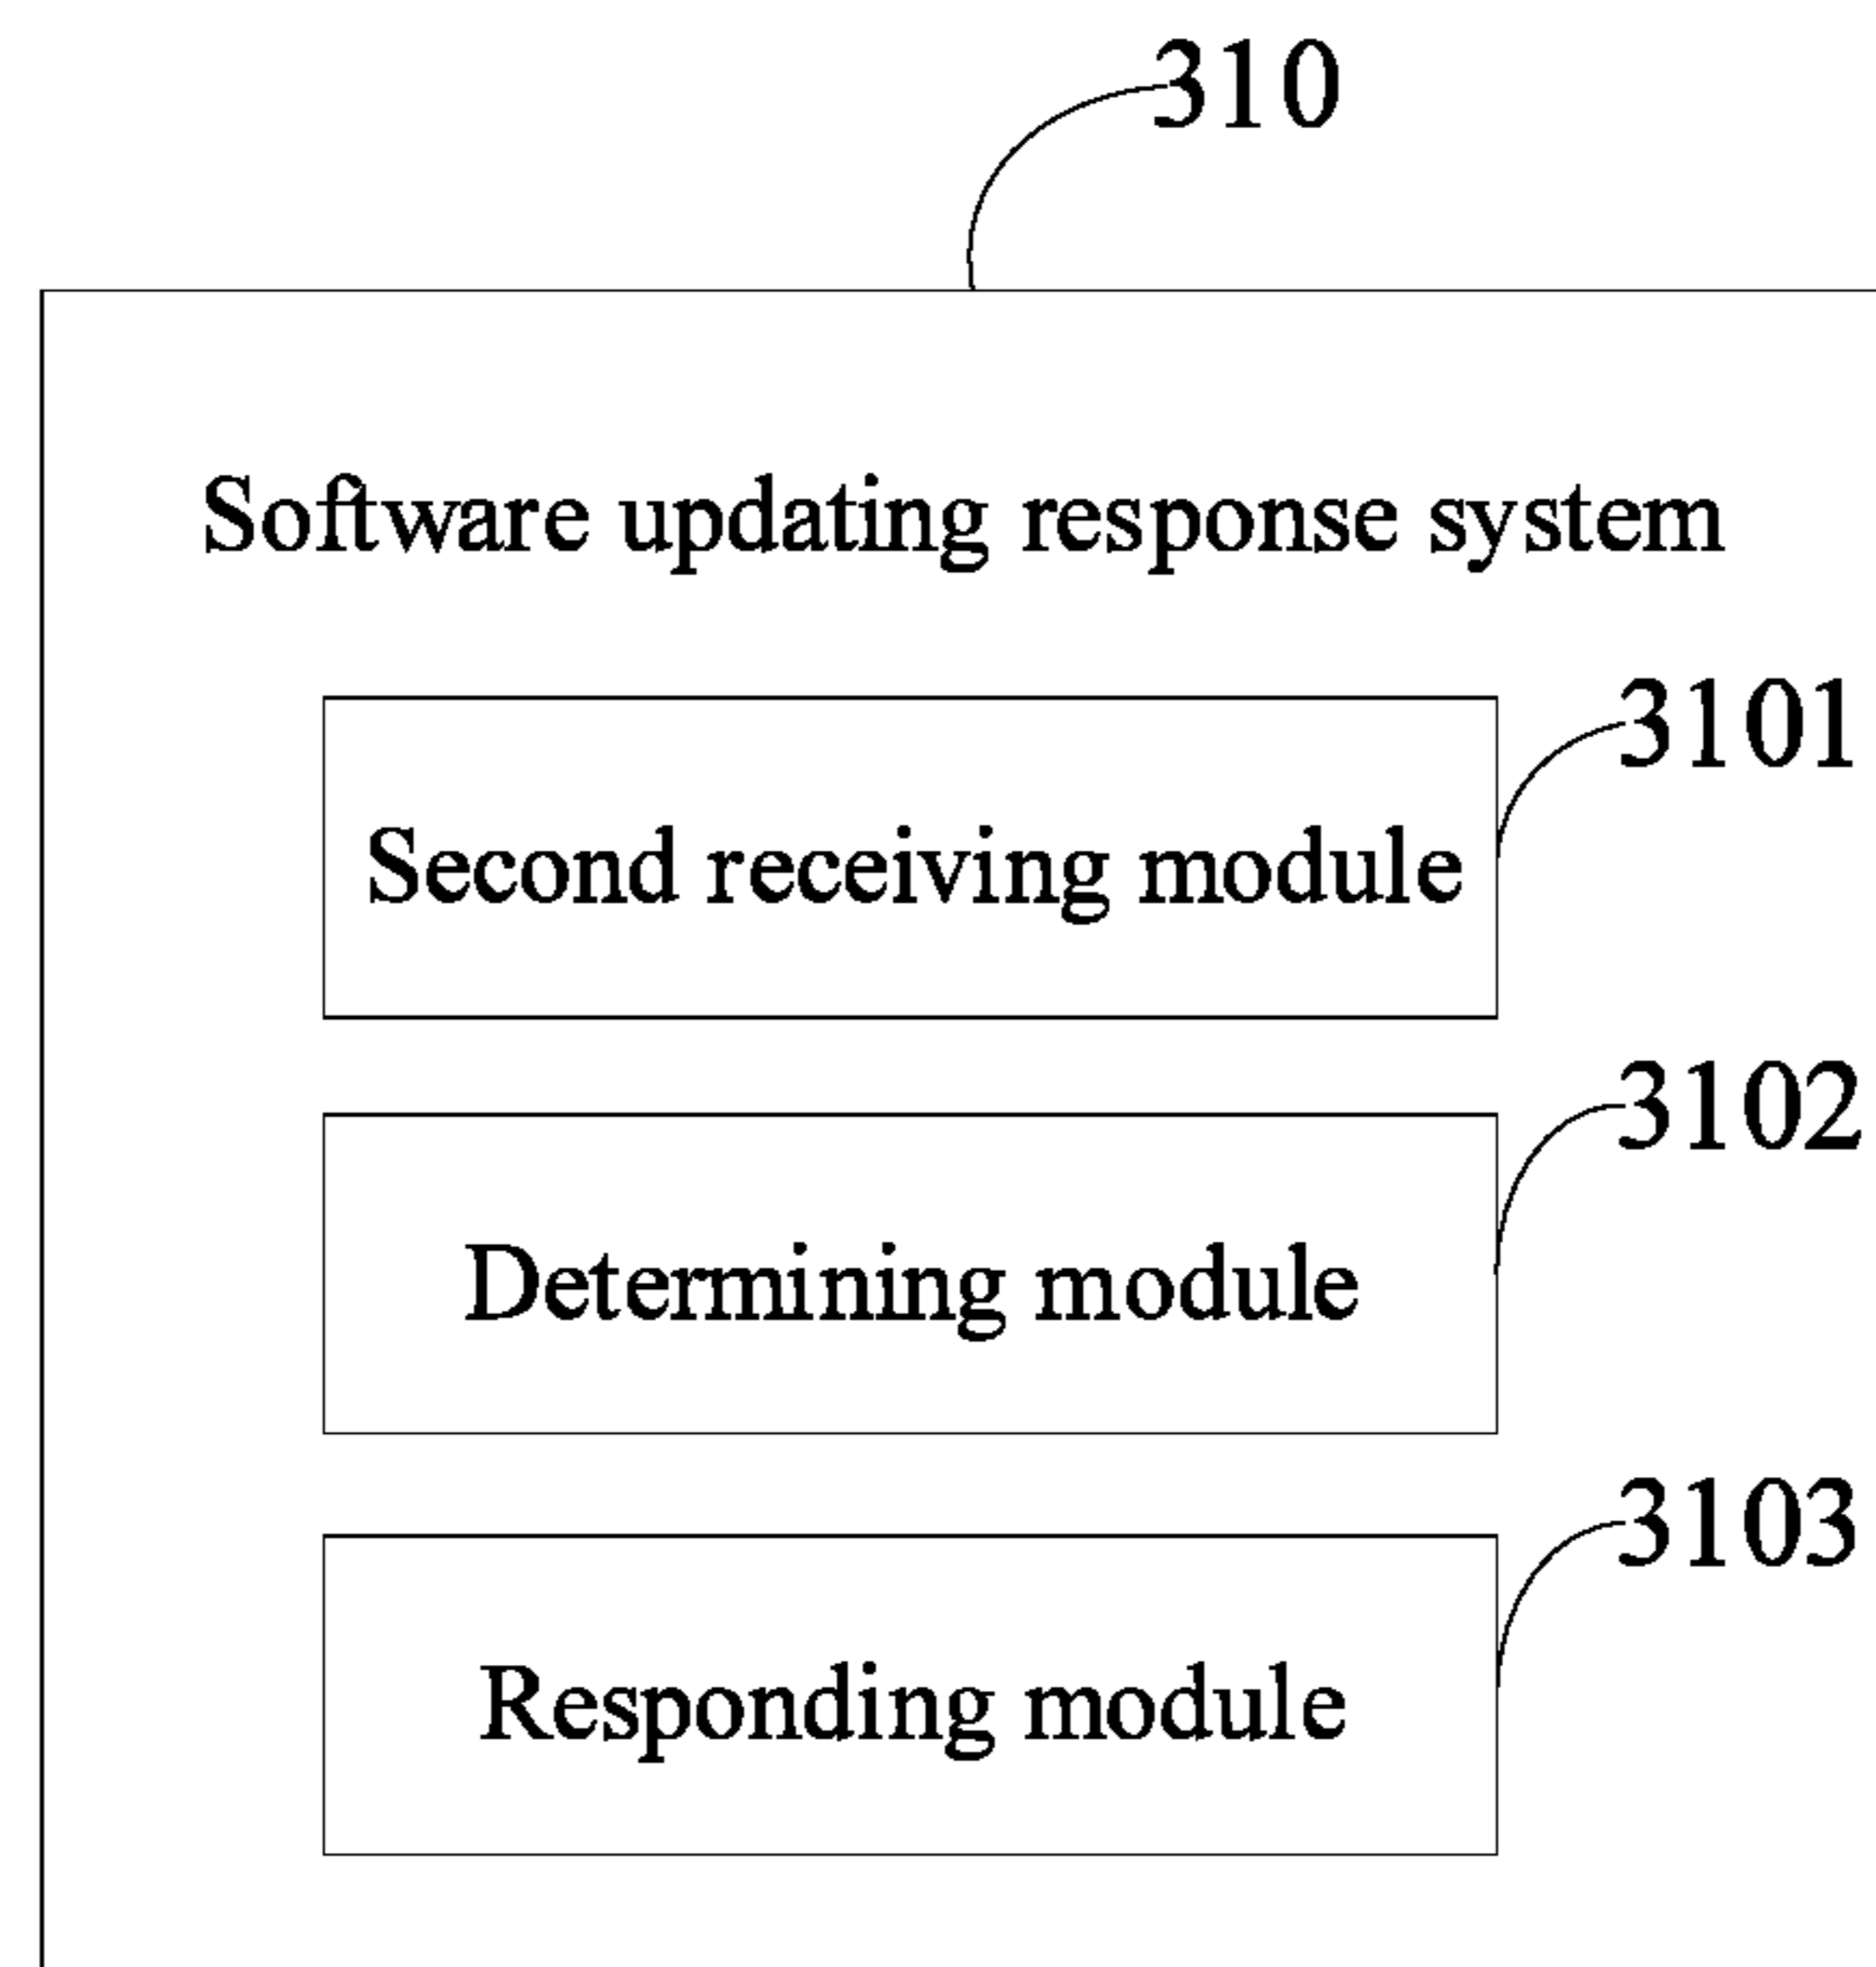 310
Software updating response system
3101
Second receiving module
3102
Determining module
3103
Responding module